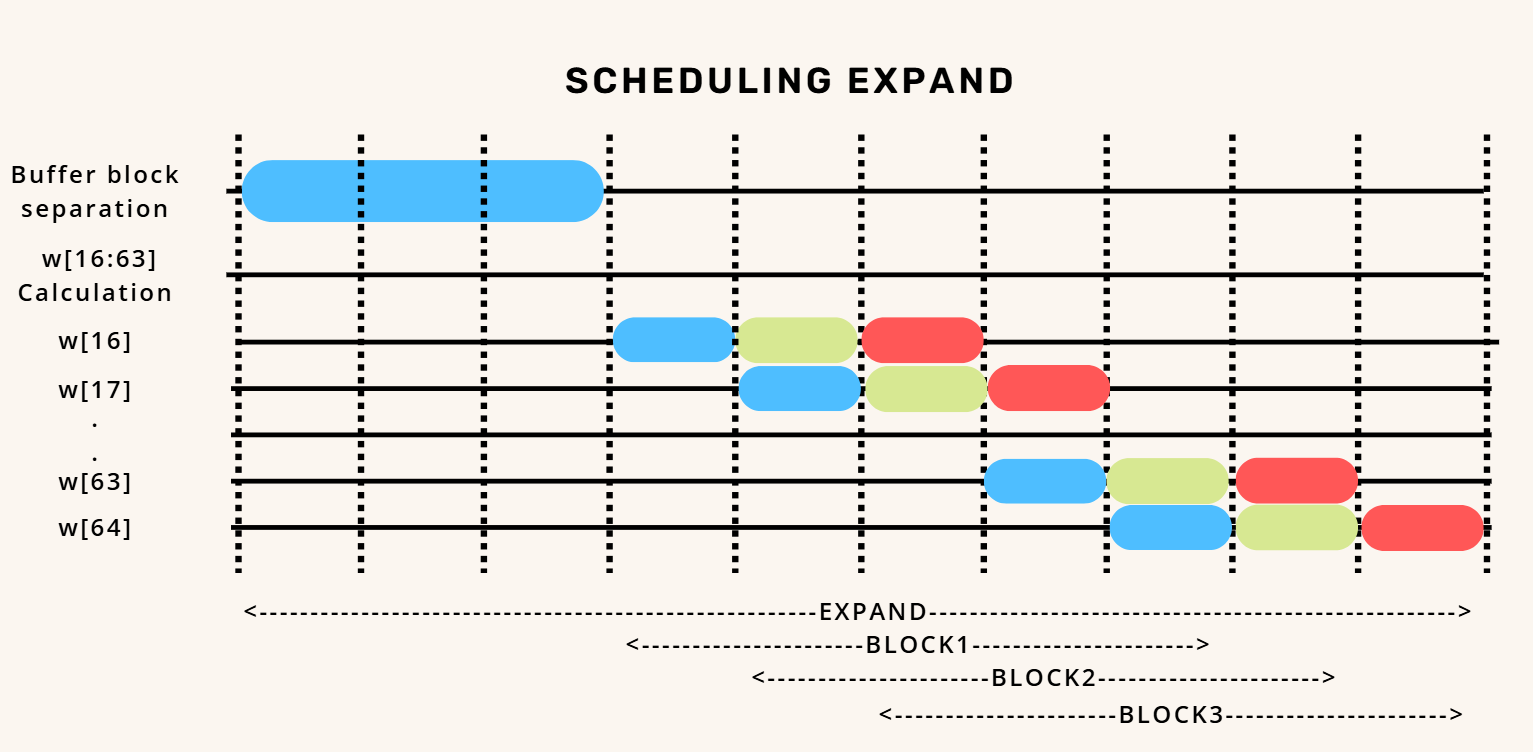 SCHEDULING EXPAND
Buffer block
separation
w[16:63]
Calculation
w[16]
w[17]
.
.
w[63]
w[64]
<-------------------------------------------------------EXPAND---------------------------------------------------->
<----------------------BLOCK1---------------------->
<----------------------BLOCK2---------------------->
<----------------------BLOCK3---------------------->